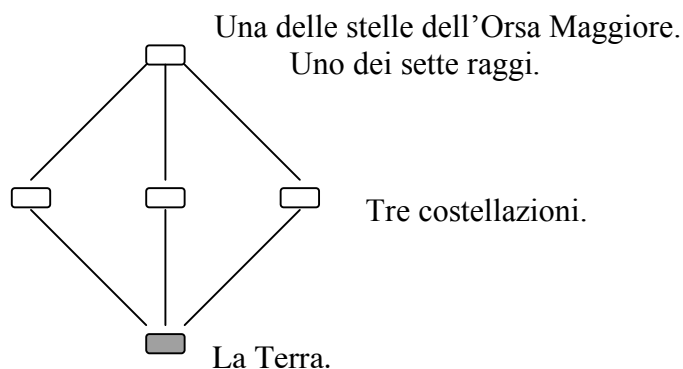 Una delle stelle dell’Orsa Maggiore.
Uno dei sette raggi.
Tre costellazioni.
La Terra.